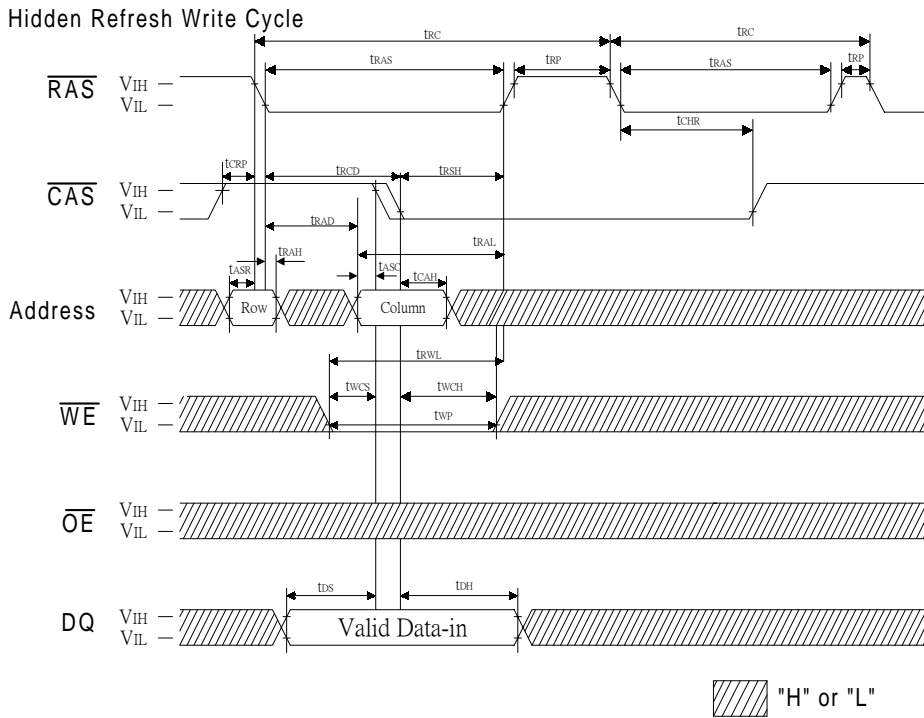 Hidden Refresh Write Cycle
tRC tRC
tRAS tRP tRAS tRP
RAS VIH
VIL
tCHR
tCRP tRCD tRSH
CAS VIH
VIL
tRAD
tRAL
tRAH
tASR tASC tCAH
Address VIH Row Column
VIL
tRWL
tWCS tWCH
WE VIH
VIL tWP
OE VIH
VIL
tDS tDH
DQ VIH Valid Data-in
VIL
"H" or "L"